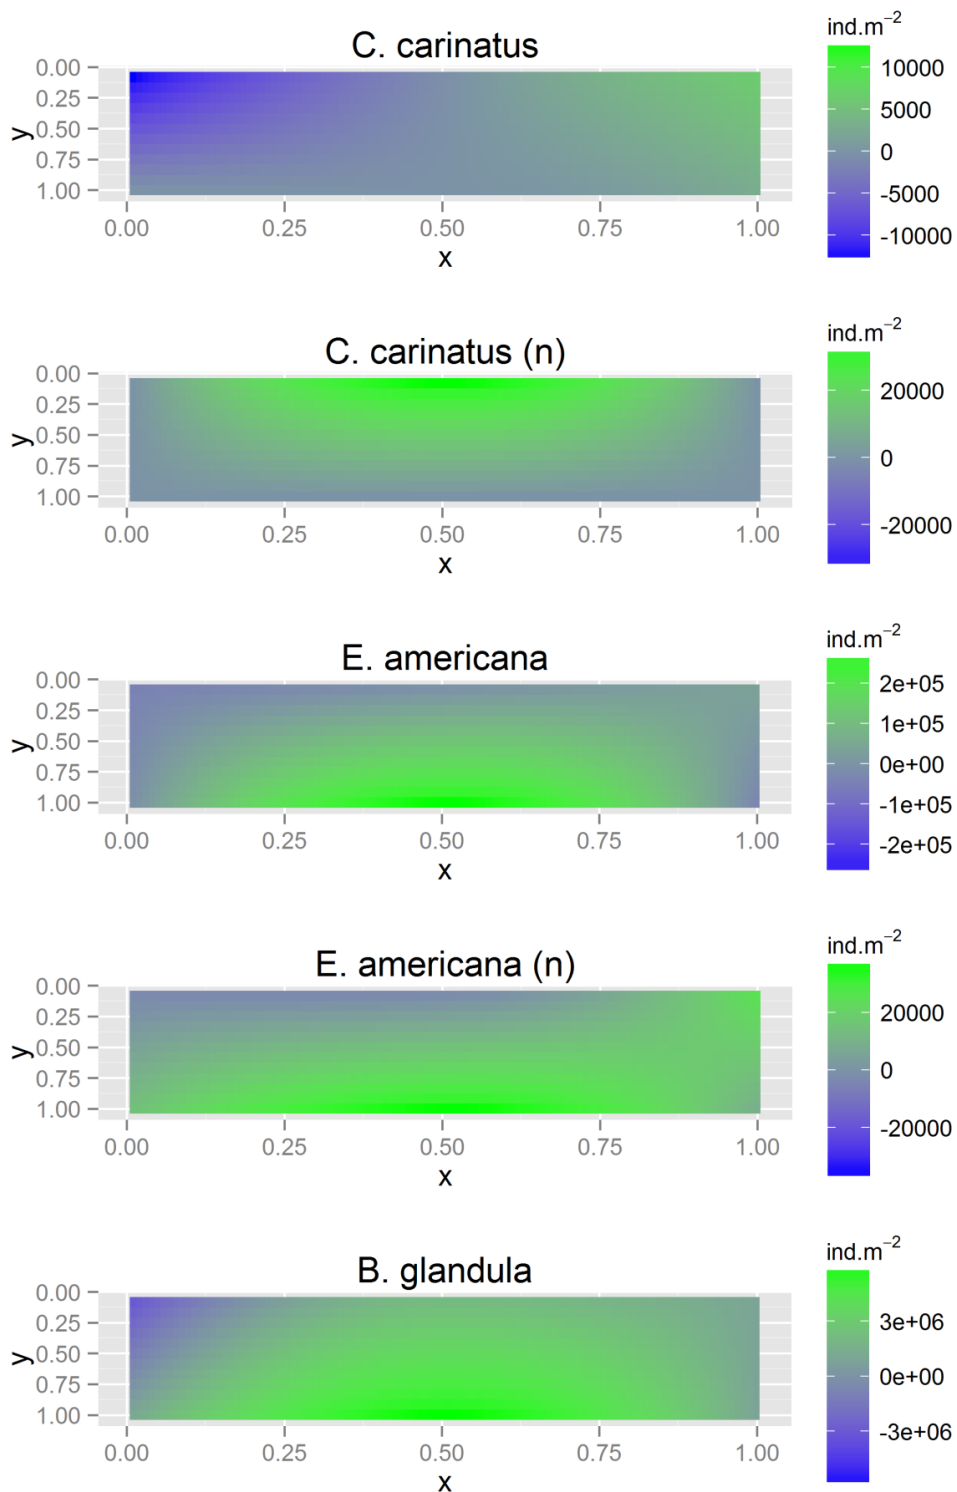 C. carinatus
ind.m⁻²
0.00
0.25
0.50
0.75
1.00
y
0.00 0.25 0.50 0.75 1.00
x
10000
5000
0
-5000
-10000
C. carinatus (n)
ind.m⁻²
0.00
0.25
0.50
0.75
1.00
y
0.00 0.25 0.50 0.75 1.00
x
20000
0
-20000
E. americana
ind.m⁻²
0.00
0.25
0.50
0.75
1.00
y
0.00 0.25 0.50 0.75 1.00
x
2e+05
1e+05
0e+00
-1e+05
-2e+05
E. americana (n)
ind.m⁻²
0.00
0.25
0.50
0.75
1.00
y
0.00 0.25 0.50 0.75 1.00
x
20000
0
-20000
B. glandula
ind.m⁻²
0.00
0.25
0.50
0.75
1.00
y
0.00 0.25 0.50 0.75 1.00
x
3e+06
0e+00
-3e+06